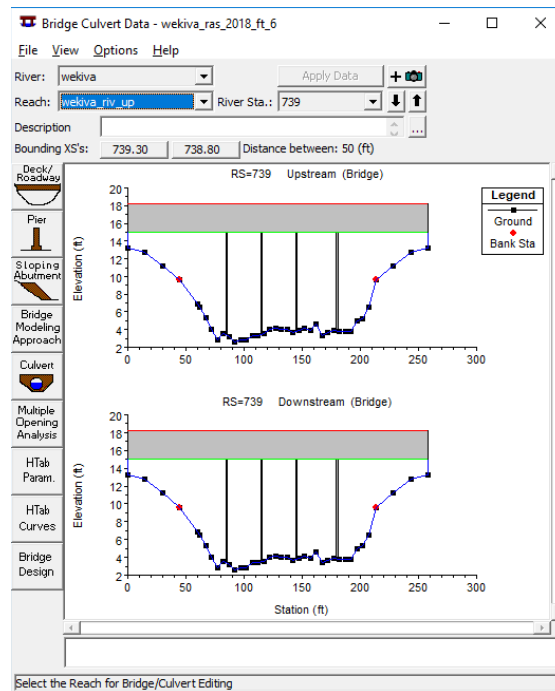 Bridge Culvert Data - wekiva_ras_2018_ft_6
File View Options Help
River: wekiva Apply Data
Reach: wekiva_riv_up River Sta.: 739
Description ...
Bounding XS's: 739.30 738.80 Distance between: 50 (ft)
Deck/
Roadway
Pier
Sloping
Abutment
Bridge
Modeling
Approach
Culvert
Multiple
Opening
Analysis
HTab
Param.
HTab
Curves
Bridge
Design
RS=739 Upstream (Bridge)
Elevation (ft)
20
18
16
14
12
10
8
6
4
2
0 50 100 150 200 250 300
Legend
Ground
Bank Sta
RS=739 Downstream (Bridge)
Elevation (ft)
20
18
16
14
12
10
8
6
4
2
0 50 100 150 200 250 300
Station (ft)
Select the Reach for Bridge/Culvert Editing